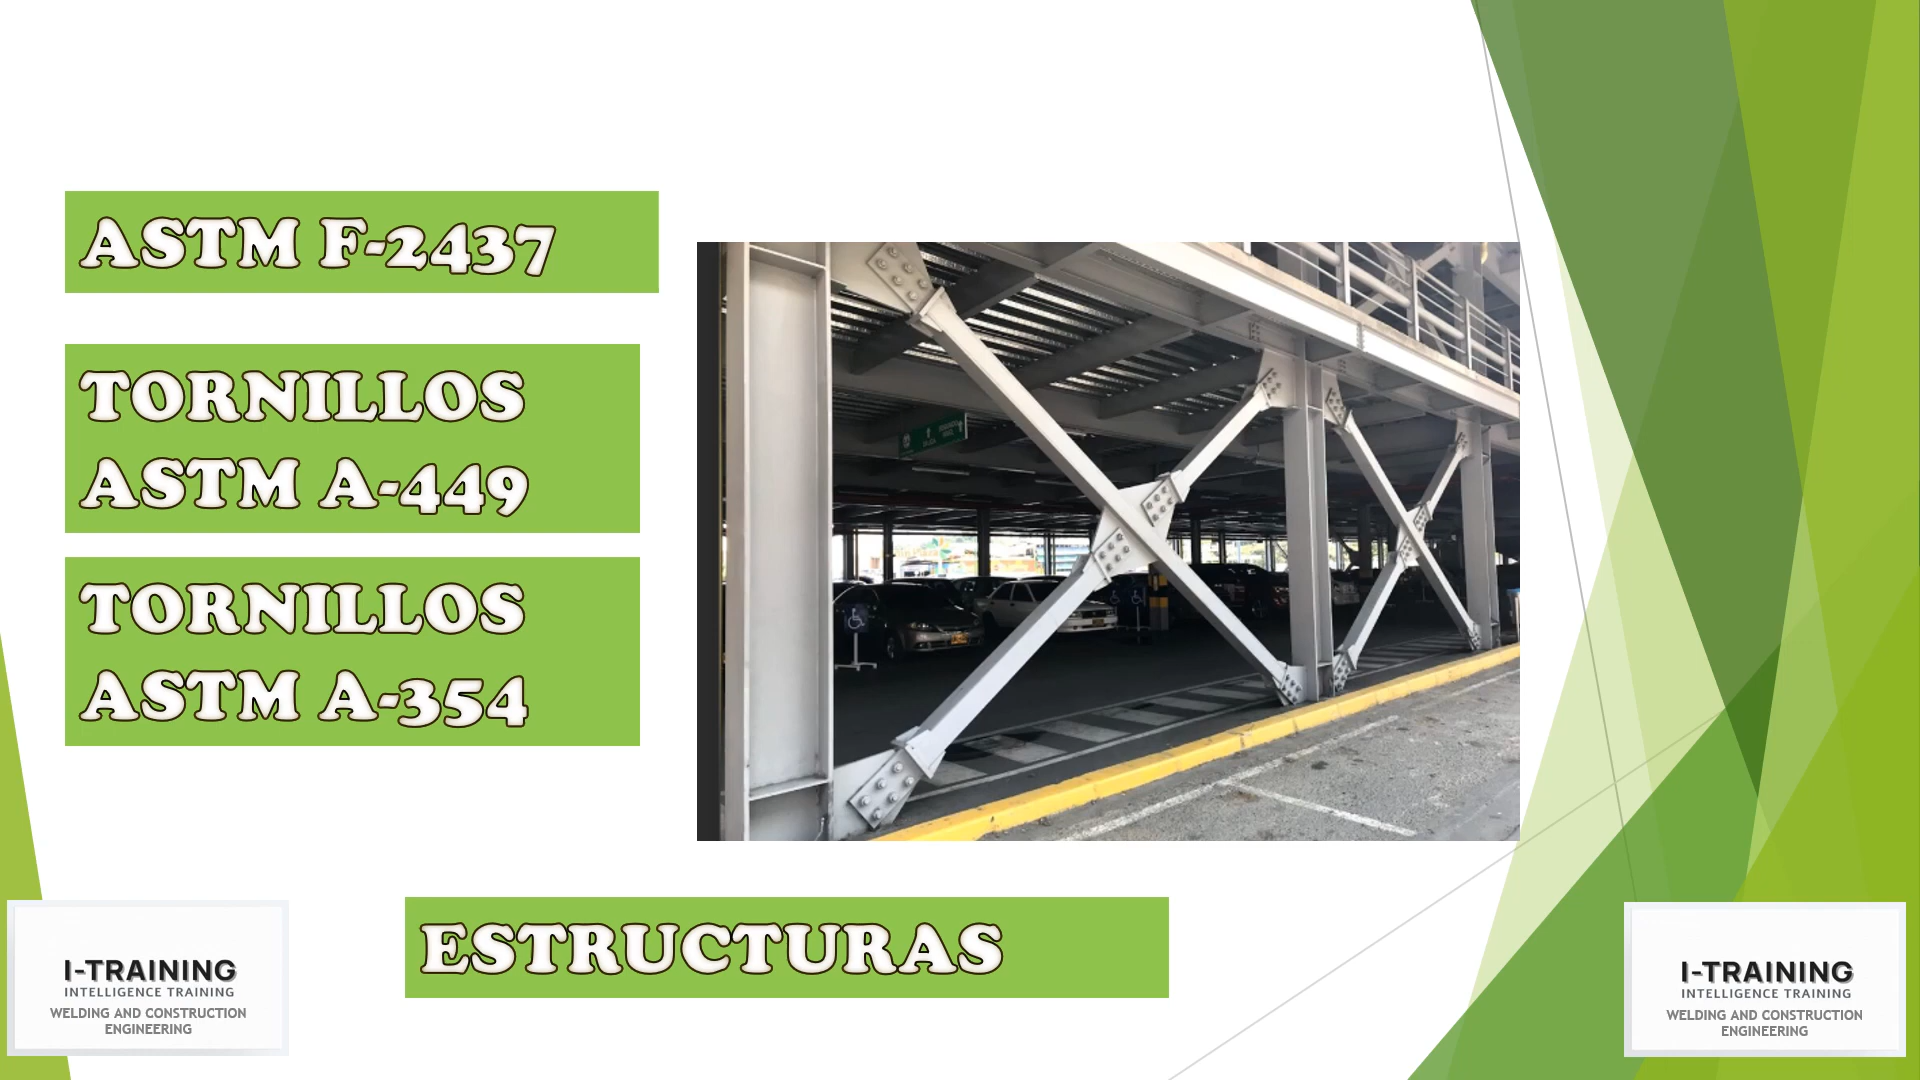 ASTM F-2437
TORNILLOS
ASTM A-449
TORNILLOS
ASTM A-354
ESTRUCTURAS
I-TRAINING
INTELLIGENCE TRAINING
WELDING AND CONSTRUCTION
ENGINEERING
I-TRAINING
INTELLIGENCE TRAINING
WELDING AND CONSTRUCTION
ENGINEERING